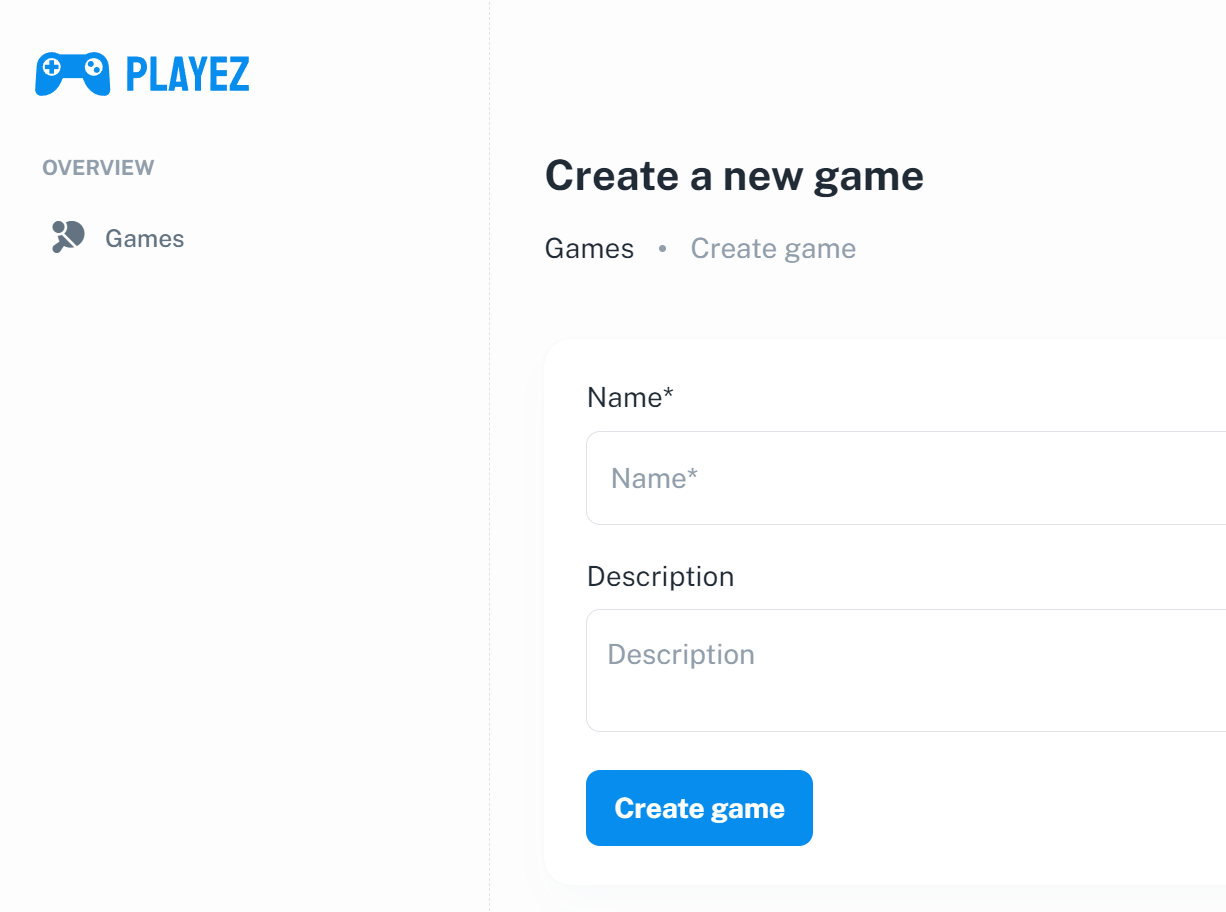 PLAYEZ
OVERVIEW
Games
Create a new game
Games • Create game
Name*
Name*
Description
Description
Create game